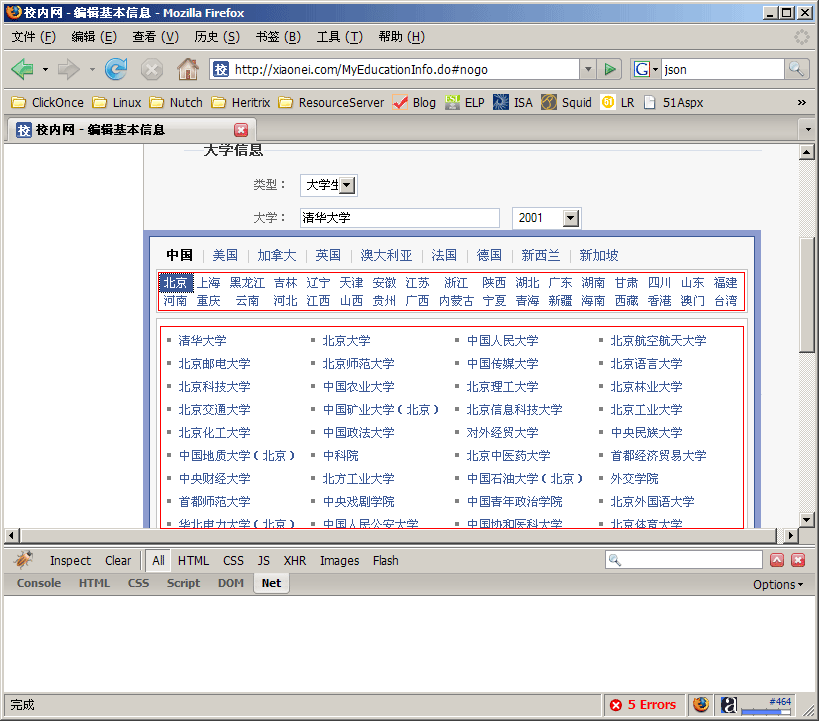 校内网 - 编辑基本信息 - Mozilla Firefox
文件 (F) 编辑 (E) 查看 (V) 历史 (S) 书签 (B) 工具 (T) 帮助 (H)
校 http://xiaonei.com/MyEducationInfo.do#nogo G json
ClickOnce Linux Nutch Heritrix ResourceServer Blog ELP ISA Squid LR 51Aspx »
校 校内网 - 编辑基本信息
大学信息
类型： 大学生
大学： 清华大学 2001
中国 美国 加拿大 英国 澳大利亚 法国 德国 新西兰 新加坡
北京 上海 黑龙江 吉林 辽宁 天津 安徽 江苏 浙江 陕西 湖北 广东 湖南 甘肃 四川 山东 福建
河南 重庆 云南 河北 江西 山西 贵州 广西 内蒙古 宁夏 青海 新疆 海南 西藏 香港 澳门 台湾
清华大学 北京大学 中国人民大学 北京航空航天大学
北京邮电大学 北京师范大学 中国传媒大学 北京语言大学
北京科技大学 中国农业大学 北京理工大学 北京林业大学
北京交通大学 中国矿业大学（北京） 北京信息科技大学 北京工业大学
北京化工大学 中国政法大学 对外经贸大学 中央民族大学
中国地质大学（北京） 中科院 北京中医药大学 首都经济贸易大学
中央财经大学 北方工业大学 中国石油大学（北京） 外交学院
首都师范大学 中央戏剧学院 中国青年政治学院 北京外国语大学
华北电力大学（北京） 中国人民公安大学 中国协和医科大学 北京体育大学
Inspect Clear All HTML CSS JS XHR Images Flash
Console HTML CSS Script DOM Net Options
完成 5 Errors a #464